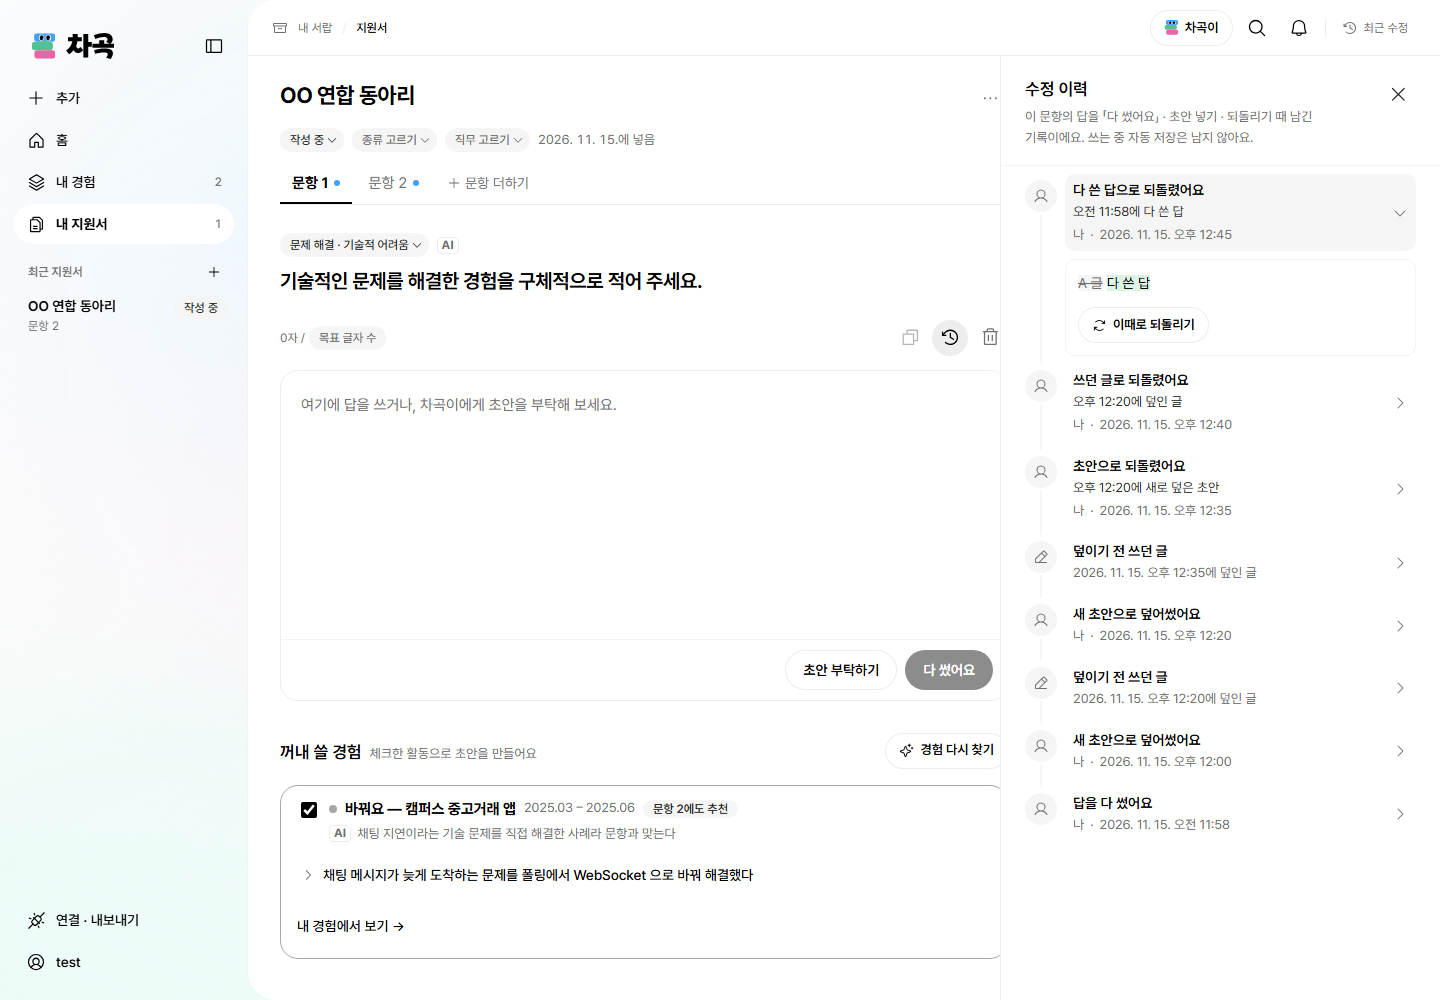 차곡
추가
홈
내 경험 2
내 지원서 1
최근 지원서
OO 연합 동아리 작성 중
문항 2
연결 · 내보내기
test
내 서랍 / 지원서
차곡이
최근 수정
OO 연합 동아리
작성 중 종류 고르기 직무 고르기 2026. 11. 15.에 넣음
문항 1 문항 2 + 문항 더하기
문제 해결 · 기술적 어려움 AI
기술적인 문제를 해결한 경험을 구체적으로 적어 주세요.
0자 / 목표 글자 수
여기에 답을 쓰거나, 차곡이에게 초안을 부탁해 보세요.
초안 부탁하기 다 썼어요
꺼내 쓸 경험 체크한 활동으로 초안을 만들어요
경험 다시 찾기
바꿔요 — 캠퍼스 중고거래 앱 2025.03 – 2025.06 문항 2에도 추천
AI 채팅 지연이라는 기술 문제를 직접 해결한 사례라 문항과 맞는다
채팅 메시지가 늦게 도착하는 문제를 폴링에서 WebSocket 으로 바꿔 해결했다
내 경험에서 보기 →
수정 이력
이 문항의 답을 「다 썼어요」 · 초안 넣기 · 되돌리기 때 남긴
기록이에요. 쓰는 중 자동 저장은 남지 않아요.
다 쓴 답으로 되돌렸어요
오전 11:58에 다 쓴 답
나 · 2026. 11. 15. 오후 12:45
A 글 다 쓴 답
이때로 되돌리기
쓰던 글로 되돌렸어요
오후 12:20에 덮인 글
나 · 2026. 11. 15. 오후 12:40
초안으로 되돌렸어요
오후 12:20에 새로 덮은 초안
나 · 2026. 11. 15. 오후 12:35
덮이기 전 쓰던 글
2026. 11. 15. 오후 12:35에 덮인 글
새 초안으로 덮어썼어요
나 · 2026. 11. 15. 오후 12:20
덮이기 전 쓰던 글
2026. 11. 15. 오후 12:20에 덮인 글
새 초안으로 덮어썼어요
나 · 2026. 11. 15. 오후 12:00
답을 다 썼어요
나 · 2026. 11. 15. 오전 11:58